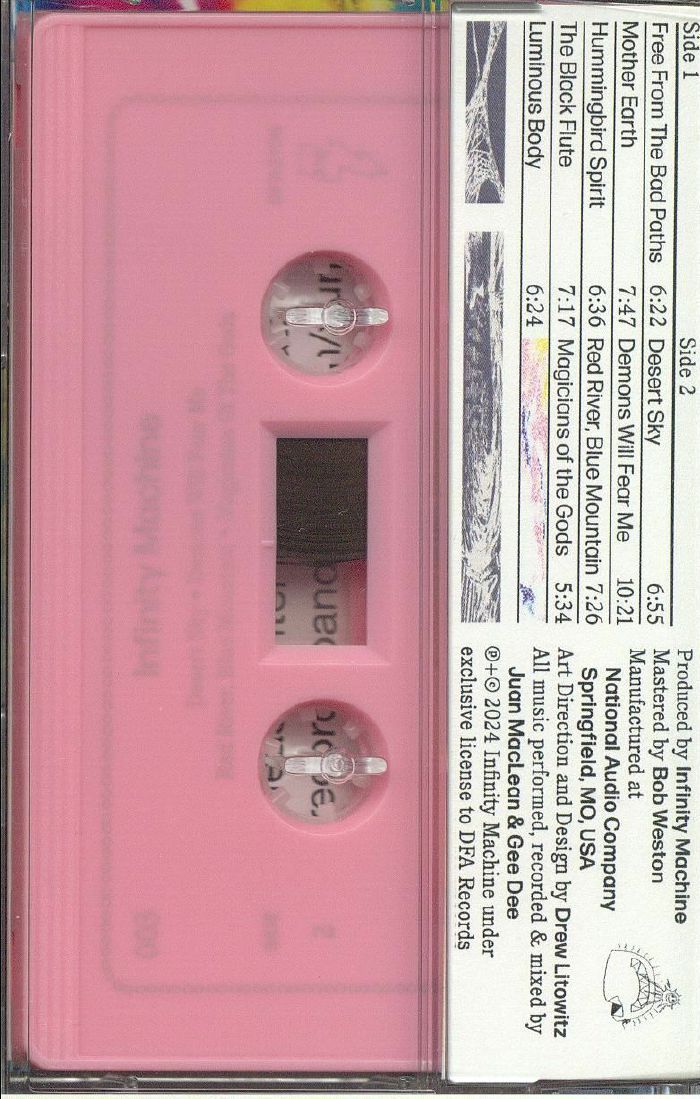 Side 1
Free From The Bad Paths 6:22
Mother Earth 7:47
Hummingbird Spirit 6:36
The Black Flute 7:17
Luminous Body 6:24
Side 2
Desert Sky 6:55
Demons Will Fear Me 10:21
Red River, Blue Mountain 7:26
Magicians of the Gods 5:34
Produced by Infinity Machine
Mastered by Bob Weston
Manufactured at
National Audio Company
Springfield, MO, USA
Art Direction and Design by Drew Litowitz
All music performed, recorded & mixed by
Juan MacLean & Gee Dee
℗+© 2024 Infinity Machine under
exclusive license to DFA Records
Infinity Machine
2